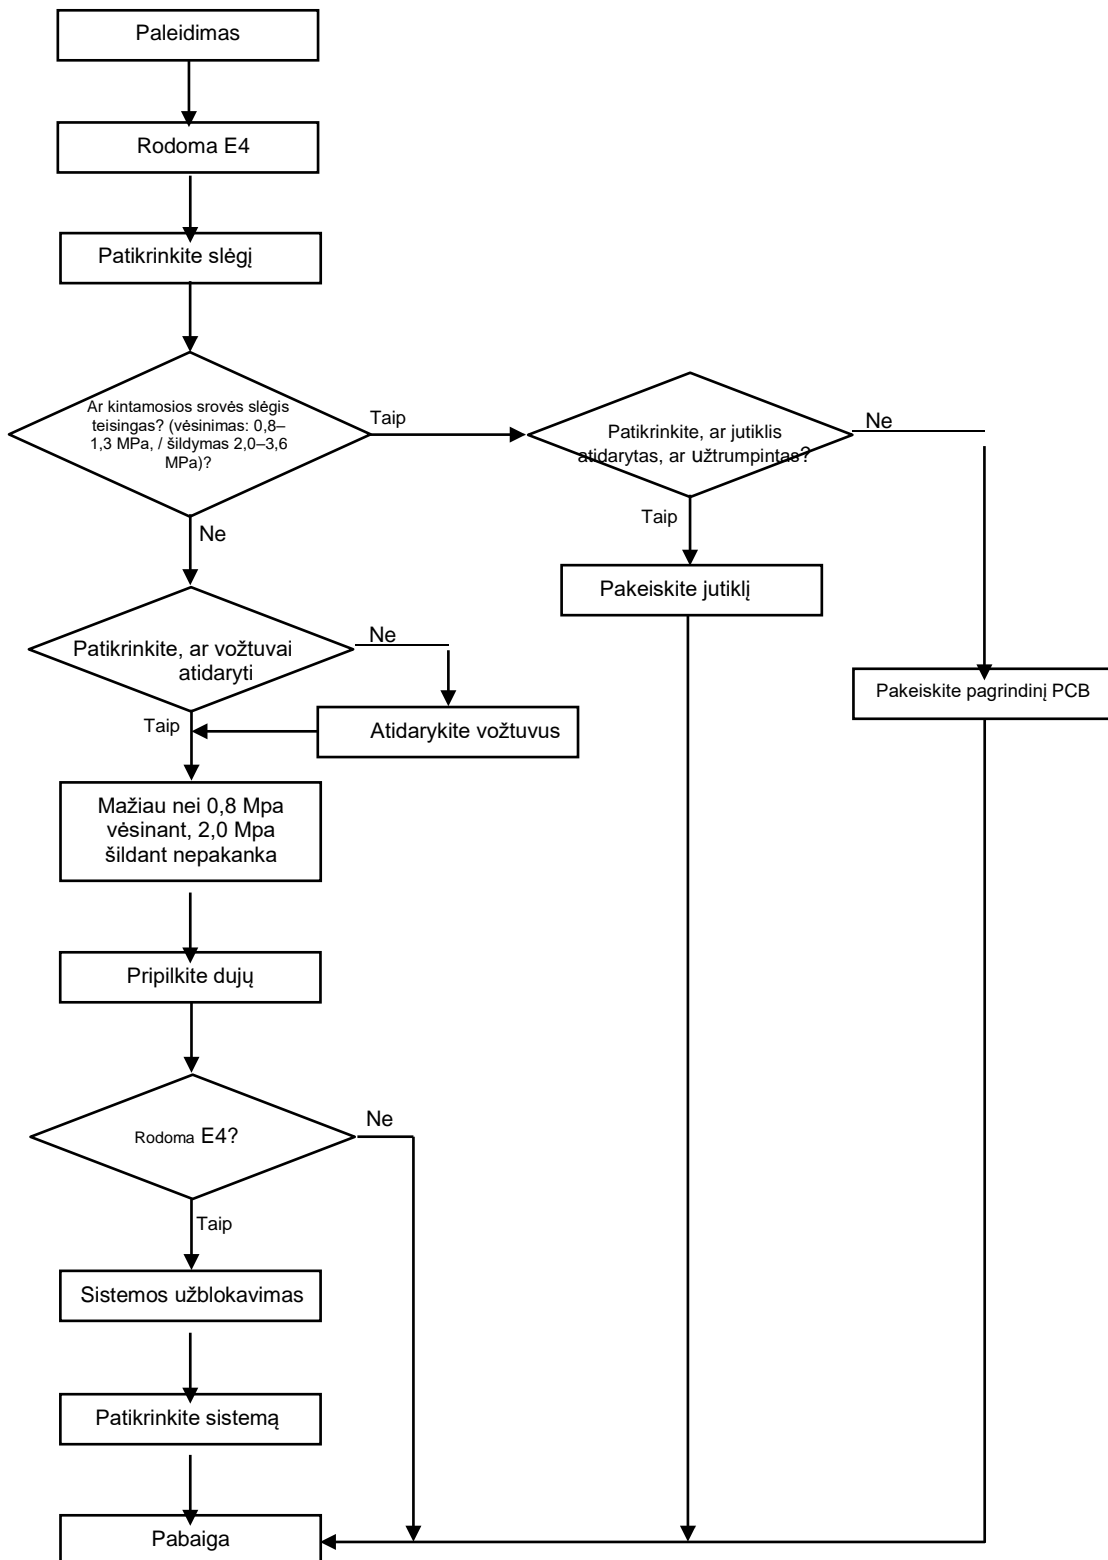 Paleidimas
Rodoma E4
Patikrinkite slėgį
Ar kintamosios srovės slėgis
teisingas? (vėsinimas: 0,8–
1,3 MPa, / šildymas 2,0–3,6
MPa)?
Taip
Patikrinkite, ar jutiklis
atidarytas, ar užtrumpintas?
Ne
Taip
Ne
Pakeiskite jutiklį
Patikrinkite, ar vožtuvai
atidaryti
Ne
Pakeiskite pagrindinį PCB
Taip
Atidarykite vožtuvus
Mažiau nei 0,8 Mpa
vėsinant, 2,0 Mpa
šildant nepakanka
Pripilkite dujų
Rodoma E4?
Ne
Taip
Sistemos užblokavimas
Patikrinkite sistemą
Pabaiga